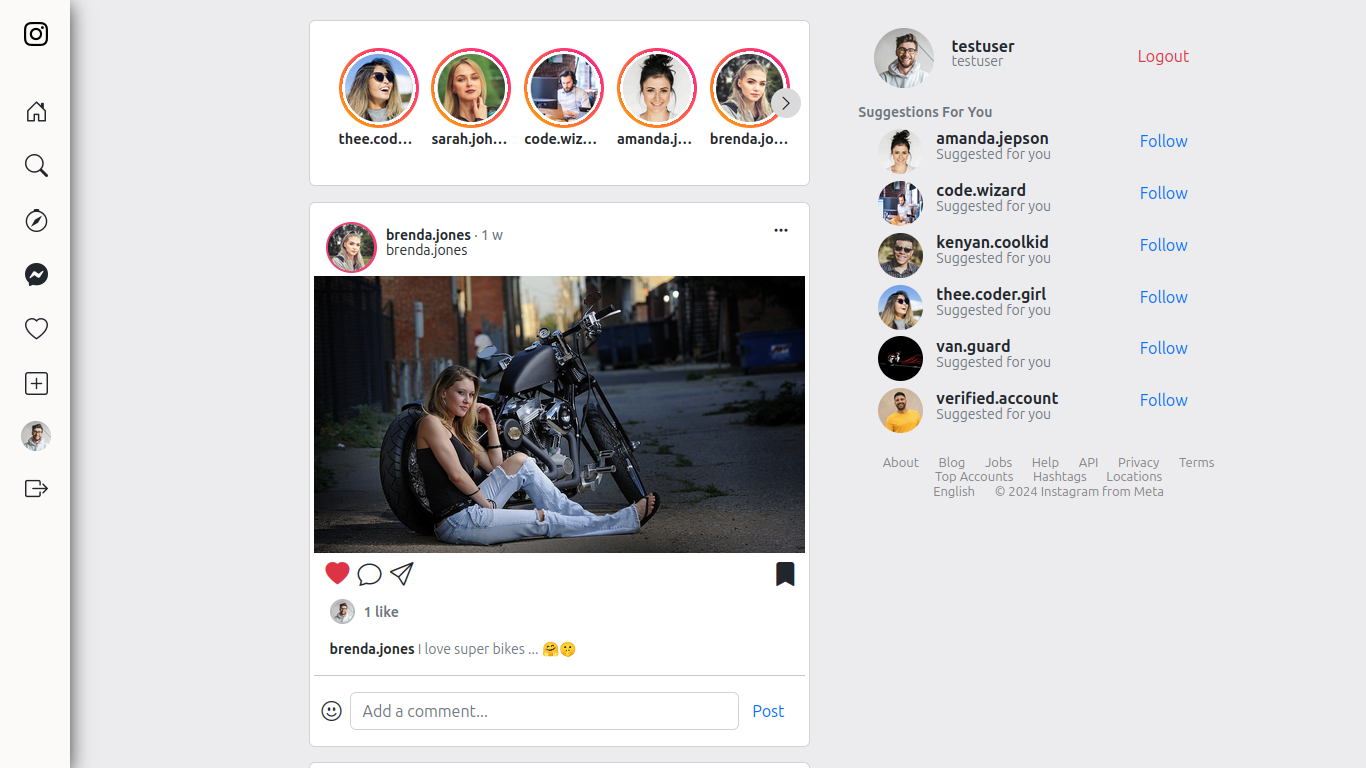 thee.cod...
sarah.joh...
code.wiz...
amanda.j...
brenda.jo...
brenda.jones · 1 w
brenda.jones
1 like
brenda.jones I love super bikes ... 🤗🤫
Add a comment...
Post
testuser
testuser
Logout
Suggestions For You
amanda.jepson
Suggested for you
Follow
code.wizard
Suggested for you
Follow
kenyan.coolkid
Suggested for you
Follow
thee.coder.girl
Suggested for you
Follow
van.guard
Suggested for you
Follow
verified.account
Suggested for you
Follow
About Blog Jobs Help API Privacy Terms
Top Accounts Hashtags Locations
English © 2024 Instagram from Meta